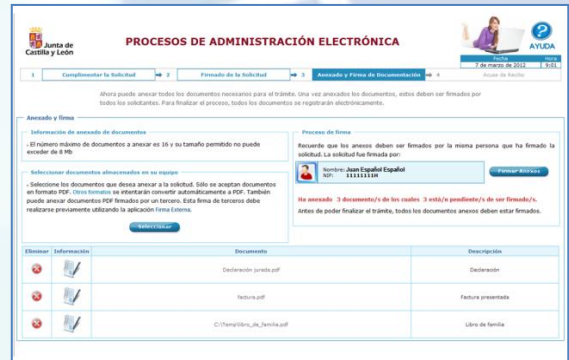 Junta de
Castilla y León
PROCESOS DE ADMINISTRACIÓN ELECTRÓNICA
AYUDA
Fecha Hora
7 de marzo de 2012 9:01
1 Cumplimentar la Solicitud 2 Firmado de la Solicitud 3 Anexado y Firma de Documentación 4 Acuse de Recibo
Ahora puede anexar todos los documentos necesarios para el trámite. Una vez anexados los documentos, estos deben ser firmados por
todos los solicitantes. Para finalizar el proceso, todos los documentos se registrarán electrónicamente.
Anexado y firma
Información de anexado de documentos
. El número máximo de documentos a anexar es 16 y su tamaño permitido no puede
exceder de 8 Mb
Seleccionar documentos almacenados en su equipo
. Seleccione los documentos que desea anexar a la solicitud. Sólo se aceptan documentos
en formato PDF. Otros formatos se intentarán convertir automáticamente a PDF. También
puede anexar documentos PDF firmados por un tercero. Esta firma de terceros debe
realizarse previamente utilizando la aplicación Firma Externa.
Seleccionar
Proceso de firma
Recuerde que los anexos deben ser firmados por la misma persona que ha firmado la
solicitud. La solicitud fue firmada por:
Nombre: Juan Español Español
NIF: 11111111H
Firmar Anexos
Ha anexado 3 documento/s de los cuales 3 está/n pendiente/s de ser firmado/s.
Antes de poder finalizar el trámite, todos los documentos anexos deben estar firmados.
Eliminar Información Documento Descripción
Declaración jurada.pdf Declaración
Factura.pdf Factura presentada
C:\Temp\libro_de_familia.pdf Libro de familia